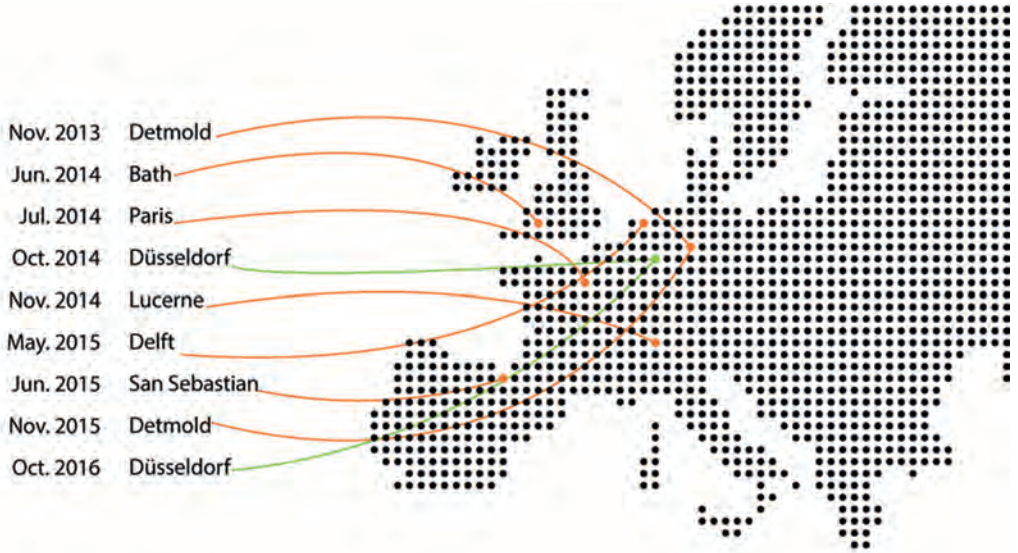 Nov. 2013 Detmold
Jun. 2014 Bath
Jul. 2014 Paris
Oct. 2014 Düsseldorf
Nov. 2014 Lucerne
May. 2015 Delft
Jun. 2015 San Sebastian
Nov. 2015 Detmold
Oct. 2016 Düsseldorf